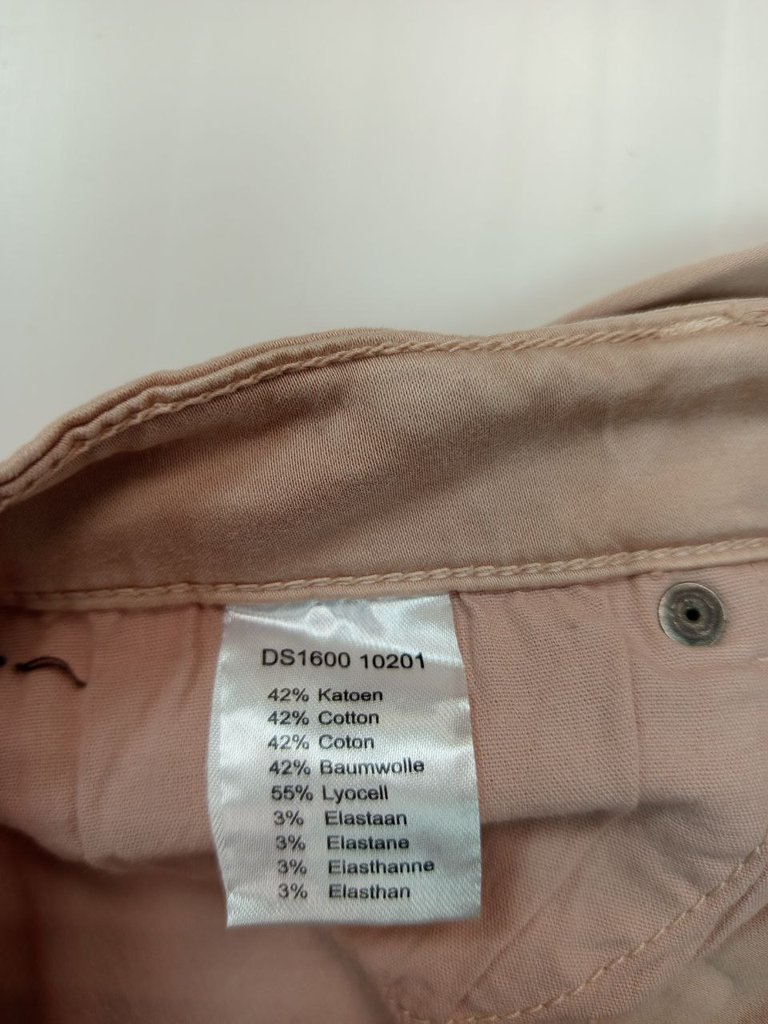 DS1600 10201
42% Katoen
42% Cotton
42% Coton
42% Baumwolle
55% Lyocell
3% Elastaan
3% Elastane
3% Elasthanne
3% Elasthan